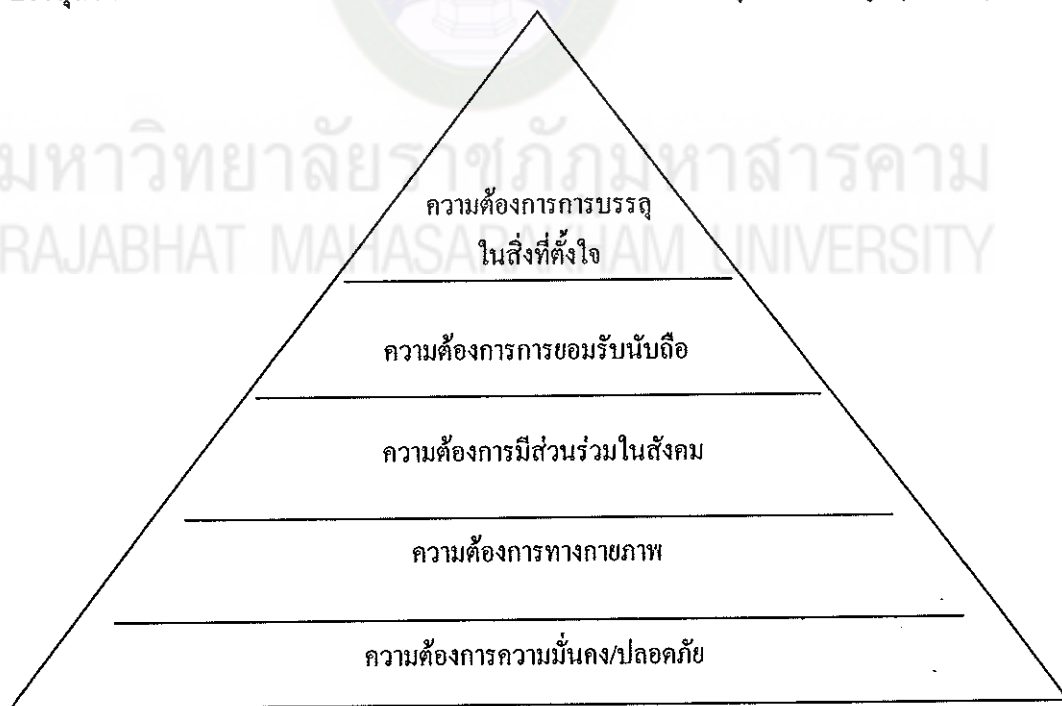 มหาวิทยาลัยราชภัฏมหาสารคาม
RAJABHAT MAHASARAKHAM UNIVERSITY
ความต้องการการบรรลุ
ในสิ่งที่ตั้งใจ
ความต้องการการยอมรับนับถือ
ความต้องการมีส่วนร่วมในสังคม
ความต้องการทางกายภาพ
ความต้องการความมั่นคง/ปลอดภัย